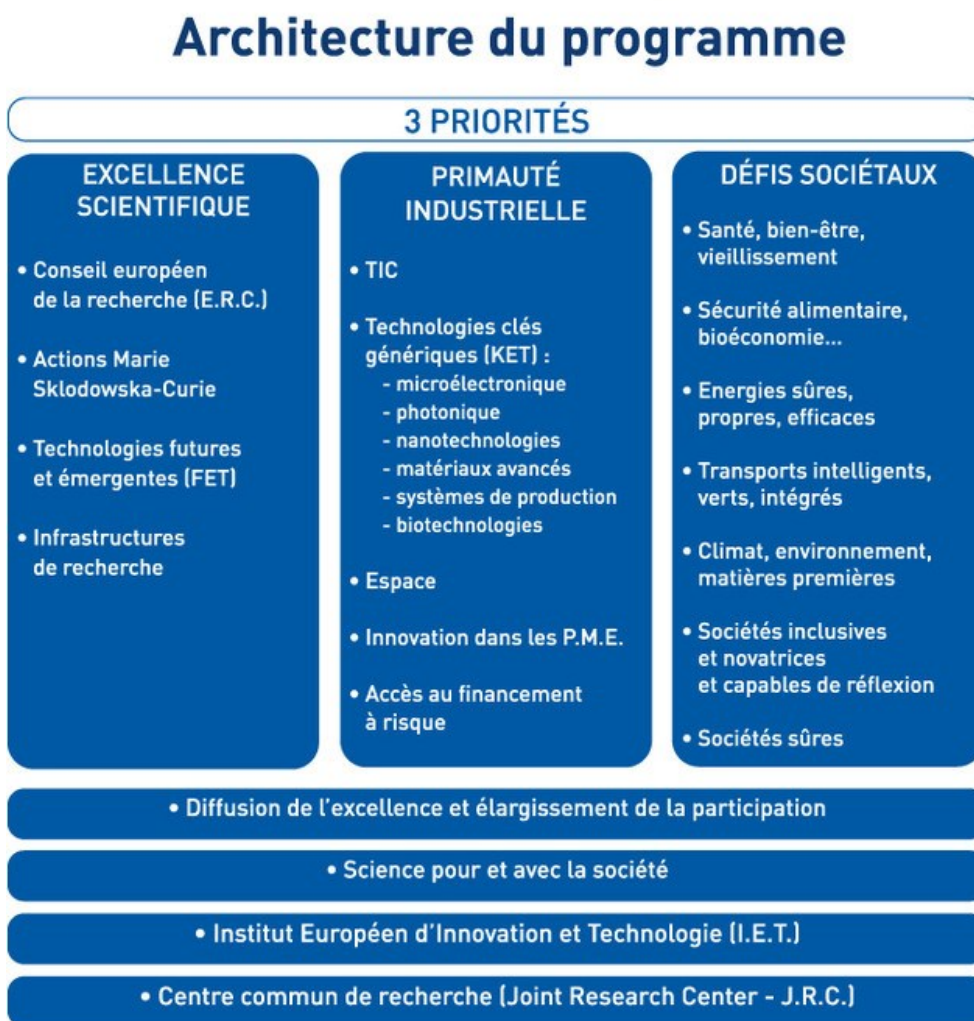 Architecture du programme
3 PRIORITÉS
EXCELLENCE
SCIENTIFIQUE
• Conseil européen
de la recherche (E.R.C.)
• Actions Marie
Sklodowska-Curie
• Technologies futures
et émergentes (FET)
• Infrastructures
de recherche
PRIMAUTÉ
INDUSTRIELLE
• TIC
• Technologies clés
génériques (KET) :
- microélectronique
- photonique
- nanotechnologies
- matériaux avancés
- systèmes de production
- biotechnologies
• Espace
• Innovation dans les P.M.E.
• Accès au financement
à risque
DÉFIS SOCIÉTAUX
• Santé, bien-être,
vieillissement
• Sécurité alimentaire,
bioéconomie...
• Energies sûres,
propres, efficaces
• Transports intelligents,
verts, intégrés
• Climat, environnement,
matières premières
• Sociétés inclusives
et novatrices
et capables de réflexion
• Sociétés sûres
• Diffusion de l'excellence et élargissement de la participation
• Science pour et avec la société
• Institut Européen d'Innovation et Technologie (I.E.T.)
• Centre commun de recherche (Joint Research Center - J.R.C.)